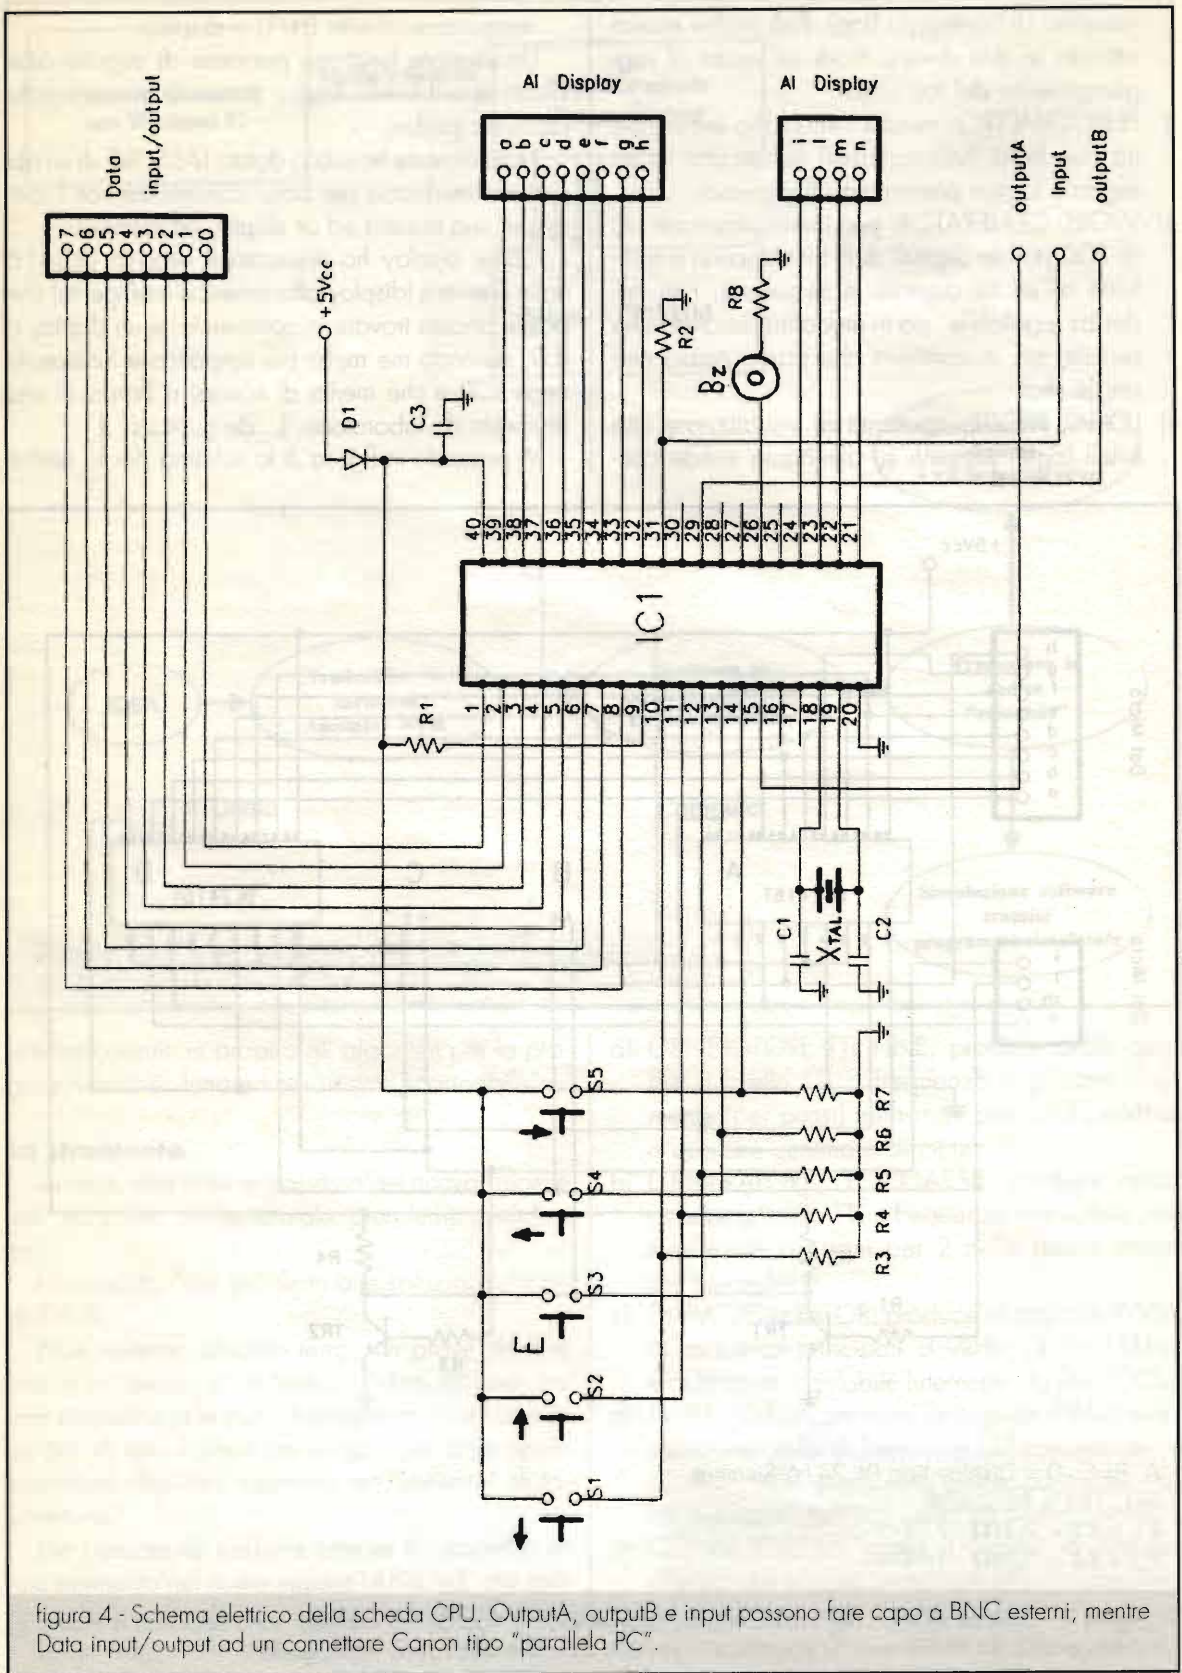 Data
input/output
7
6
5
4
3
2
1
0
Al Display
a
b
c
d
e
f
g
h
Al Display
i
l
m
n
outputA
Input
outputB
+5Vcc
D1
C3
R2
R8
Bz
40
39
38
37
36
35
34
33
32
31
30
29
28
27
26
25
24
23
22
21
IC1
1
2
3
4
5
6
7
8
9
10
11
12
13
14
15
16
17
18
19
20
R1
C1
XTAL
C2
S5
S4
S3
E
S2
S1
R7
R6
R5
R4
R3
figura 4 - Schema elettrico della scheda CPU. OutputA, outputB e input possono fare capo a BNC esterni, mentre
Data input/output ad un connettore Canon tipo "parallela PC".